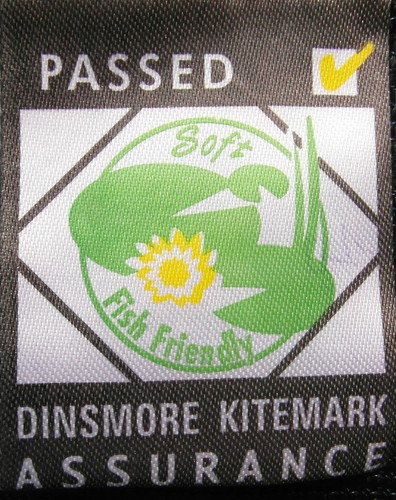 PASSED
Soft
Fish Friendly
DINSMORE KITEMARK
ASSURANCE